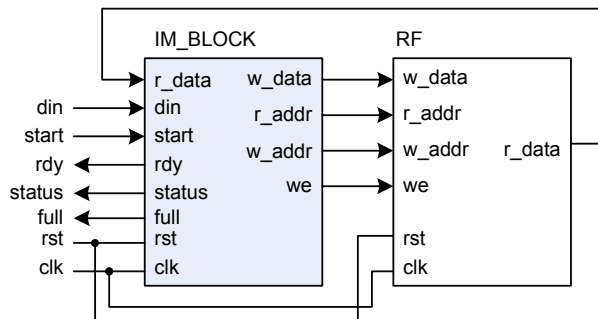 IM_BLOCK RF
r_data w_data w_data
din din r_addr r_addr
start start w_addr w_addr r_data
rdy rdy
status status we we
full full
rst rst rst
clk clk clk